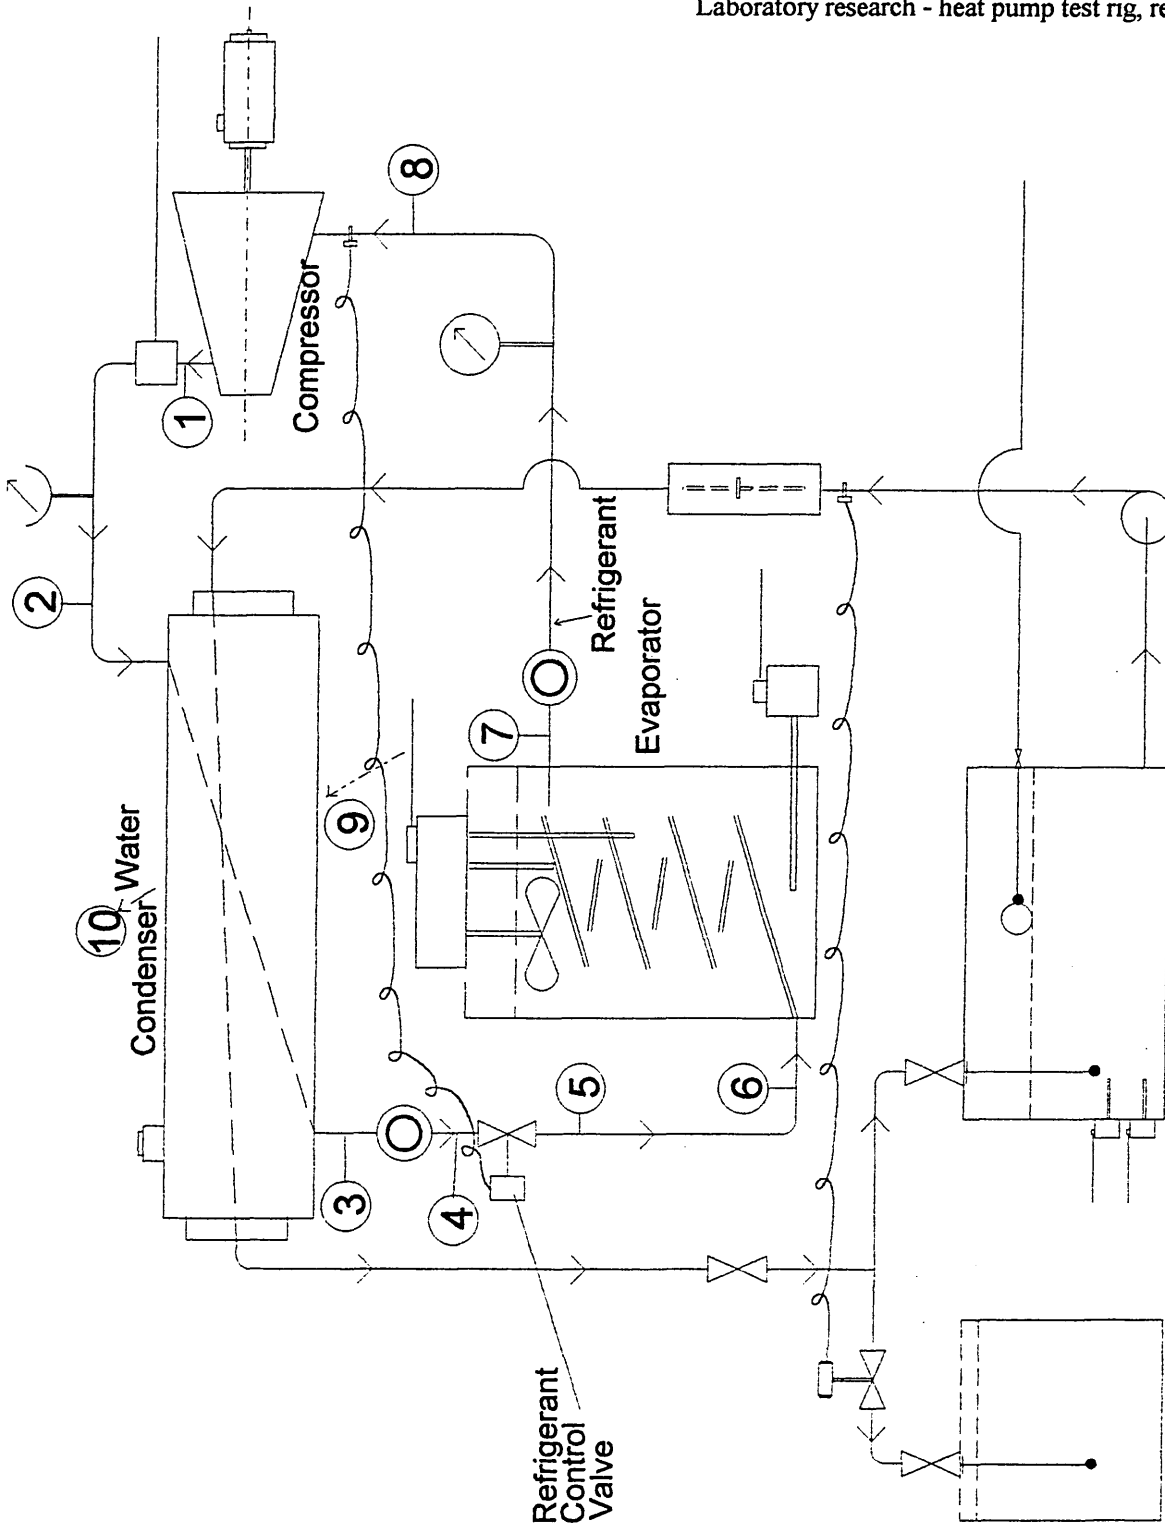 Laboratory research - heat pump test rig, re
1
2
3
4
5
6
7
8
9
10
Compressor
Water
Condenser
Refrigerant
Evaporator
Refrigerant
Control
Valve